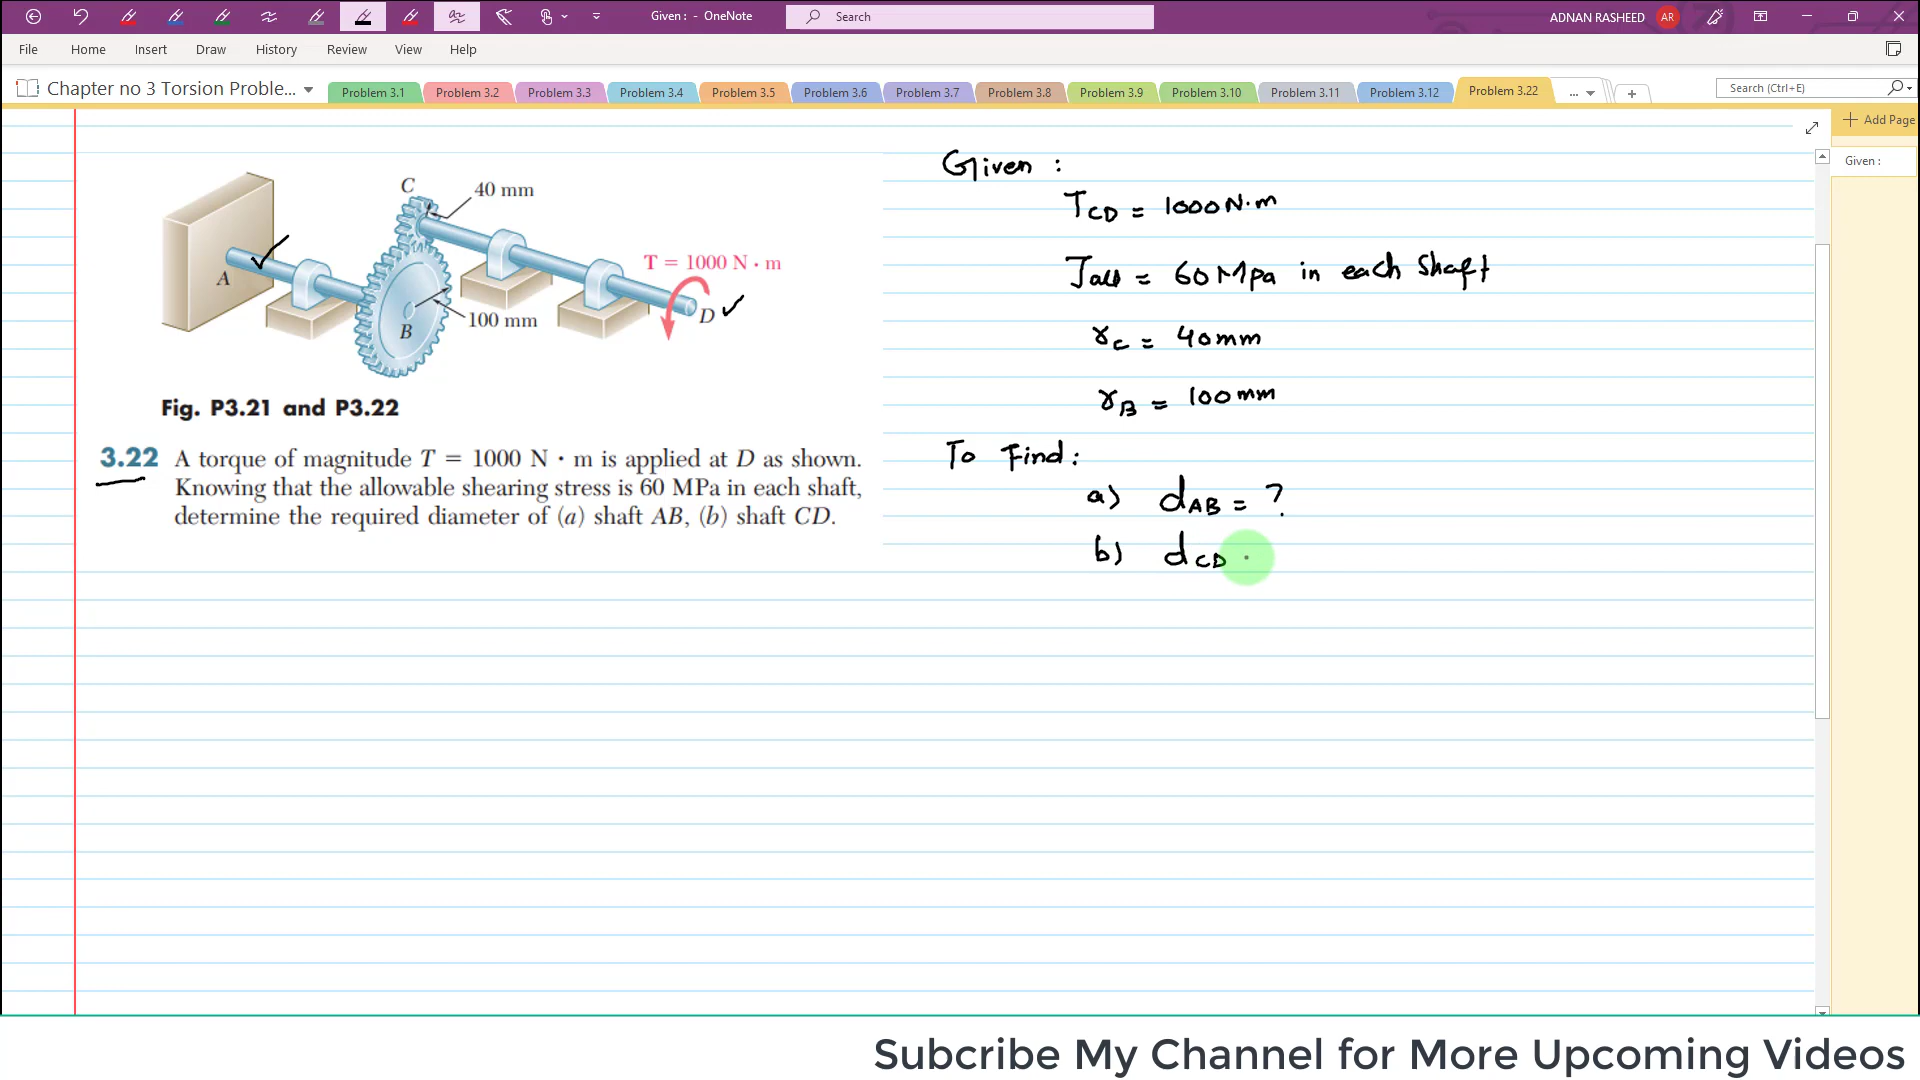 Given : - OneNote
Search
ADNAN RASHEED
AR
File Home Insert Draw History Review View Help
Chapter no 3 Torsion Proble...
Problem 3.1 Problem 3.2 Problem 3.3 Problem 3.4 Problem 3.5 Problem 3.6 Problem 3.7 Problem 3.8 Problem 3.9 Problem 3.10 Problem 3.11 Problem 3.12 Problem 3.22 ...
Search (Ctrl+E)
Add Page
Given :
C
40 mm
A
T = 1000 N · m
D
100 mm
B
Fig. P3.21 and P3.22
3.22 A torque of magnitude T = 1000 N · m is applied at D as shown.
Knowing that the allowable shearing stress is 60 MPa in each shaft,
determine the required diameter of (a) shaft AB, (b) shaft CD.
Given :
TCD = 1000 N.m
Jall = 60 Mpa in each Shaft
rC = 40mm
rB = 100mm
To Find :
a) dAB = ?
b) dCD
Subcribe My Channel for More Upcoming Videos